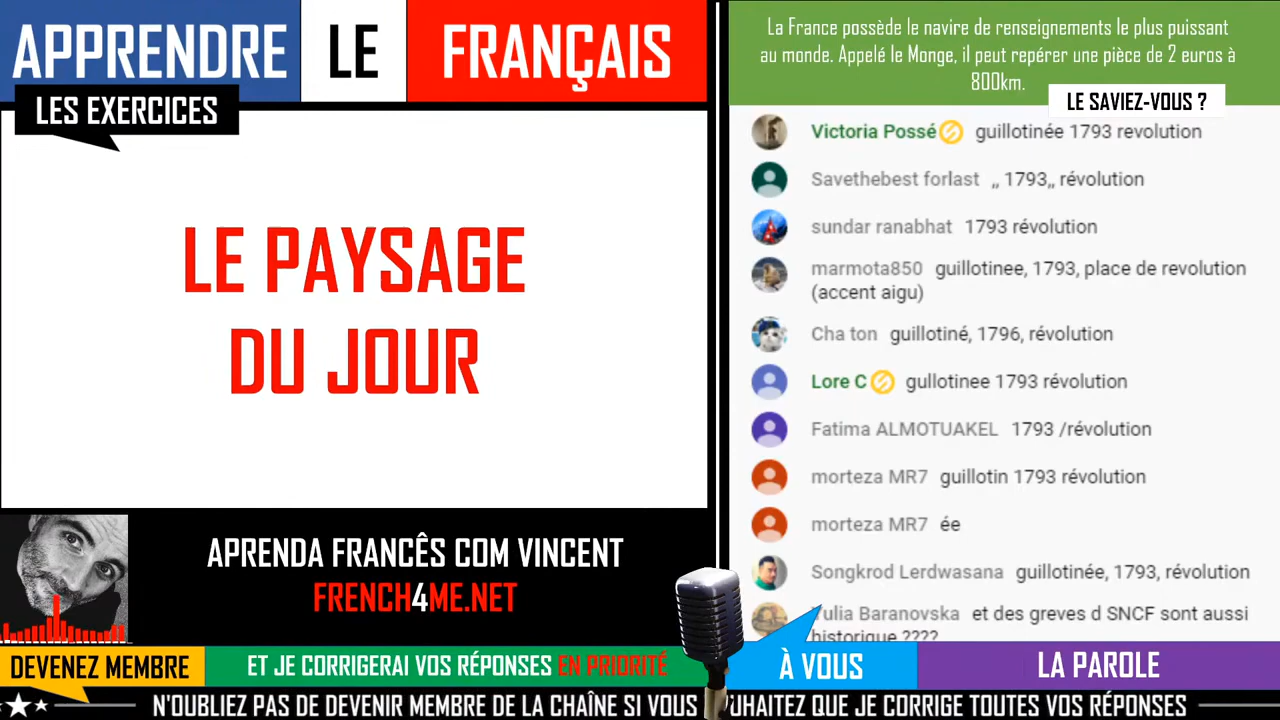 APPRENDRE LE FRANÇAIS
LES EXERCICES
LE PAYSAGE
DU JOUR
APRENDA FRANCÊS COM VINCENT
FRENCH4ME.NET
La France possède le navire de renseignements le plus puissant
au monde. Appelé le Monge, il peut repérer une pièce de 2 euros à
800km.
LE SAVIEZ-VOUS ?
Victoria Possé guillotinée 1793 revolution
Savethebest forlast ,, 1793,, révolution
sundar ranabhat 1793 révolution
marmota850 guillotinee, 1793, place de revolution
(accent aigu)
Cha ton guillotiné, 1796, révolution
Lore C gullotinee 1793 révolution
Fatima ALMOTUAKEL 1793 /révolution
morteza MR7 guillotin 1793 révolution
morteza MR7 ée
Songkrod Lerdwasana guillotinée, 1793, révolution
Yulia Baranovska et des greves d SNCF sont aussi
historique ????
DEVENEZ MEMBRE
ET JE CORRIGERAI VOS RÉPONSES EN PRIORITÉ
À VOUS
LA PAROLE
N'OUBLIEZ PAS DE DEVENIR MEMBRE DE LA CHAÎNE SI VOUS UHAITEZ QUE JE CORRIGE TOUTES VOS RÉPONSES